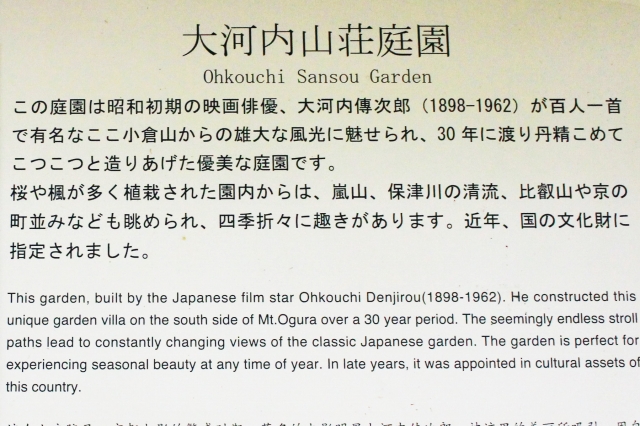 大河内山荘庭園
Ohkouchi Sansou Garden
この庭園は昭和初期の映画俳優、大河内傳次郎（1898-1962）が百人一首
で有名なここ小倉山からの雄大な風光に魅せられ、30 年に渡り丹精こめて
こつこつと造りあげた優美な庭園です。
桜や楓が多く植栽された園内からは、嵐山、保津川の清流、比叡山や京の
町並みなども眺められ、四季折々に趣きがあります。近年、国の文化財に
指定されました。
This garden, built by the Japanese film star Ohkouchi Denjirou(1898-1962). He constructed this
unique garden villa on the south side of Mt.Ogura over a 30 year period. The seemingly endless stroll
paths lead to constantly changing views of the classic Japanese garden. The garden is perfect for
experiencing seasonal beauty at any time of year. In late years, it was appointed in cultural assets of
this country.